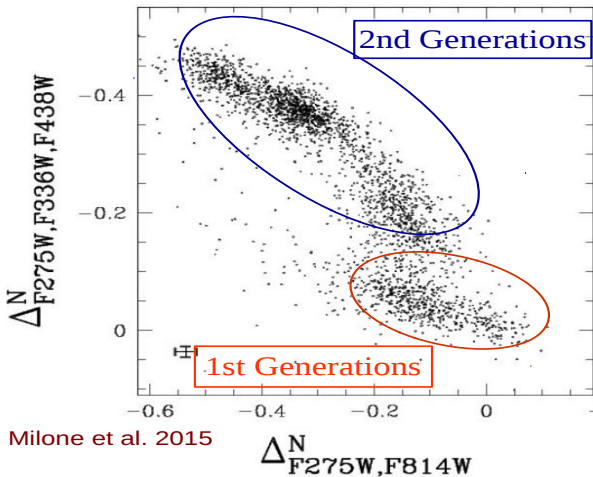 2nd Generations
−0.4
−0.2
0
Δ^N_F275W,F336W,F438W
1st Generations
−0.6
−0.4
−0.2
0
Milone et al. 2015
Δ^N_F275W,F814W